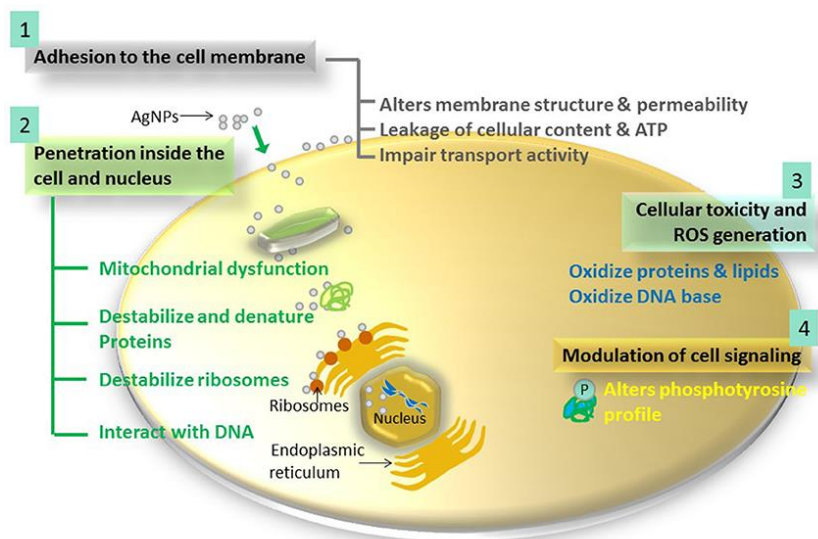 1
Adhesion to the cell membrane
Alters membrane structure & permeability
Leakage of cellular content & ATP
Impair transport activity
AgNPs
2
Penetration inside the
cell and nucleus
Mitochondrial dysfunction
Destabilize and denature
Proteins
Destabilize ribosomes
Interact with DNA
Ribosomes
Nucleus
Endoplasmic
reticulum
3
Cellular toxicity and
ROS generation
Oxidize proteins & lipids
Oxidize DNA base
4
Modulation of cell signaling
P
Alters phosphotyrosine
profile